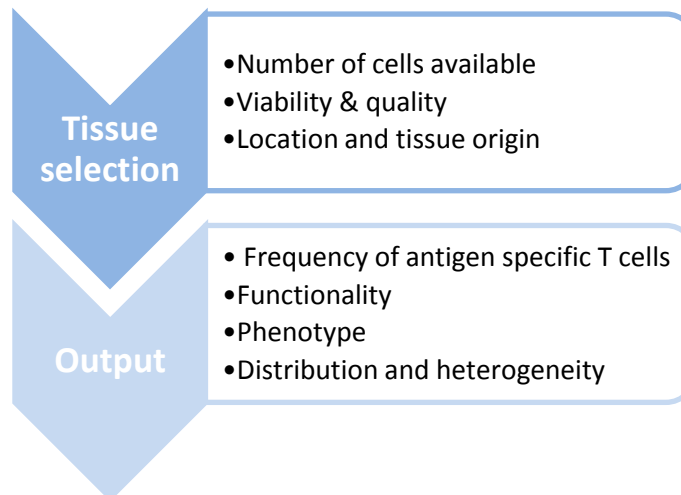 Tissue
selection
•Number of cells available
•Viability & quality
•Location and tissue origin
Output
• Frequency of antigen specific T cells
•Functionality
•Phenotype
•Distribution and heterogeneity